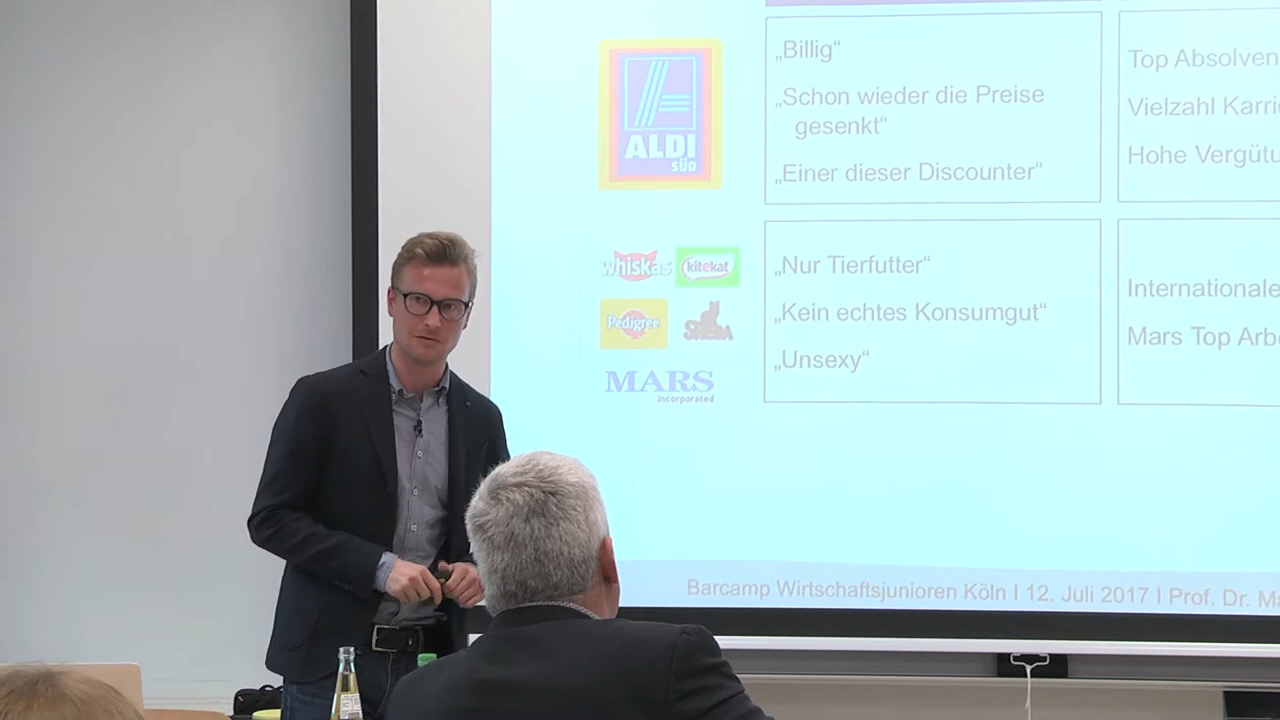 „Billig“
„Schon wieder die Preise
gesenkt“
„Einer dieser Discounter“
Top Absolven
Vielzahl Karri
Hohe Vergütu
ALDI
SÜD
whiskas
kitekat
Pedigree
SHEBA
MARS
incorporated
„Nur Tierfutter“
„Kein echtes Konsumgut“
„Unsexy“
Internationale
Mars Top Arb
Barcamp Wirtschaftsjunioren Köln I 12. Juli 2017 I Prof. Dr. Ma